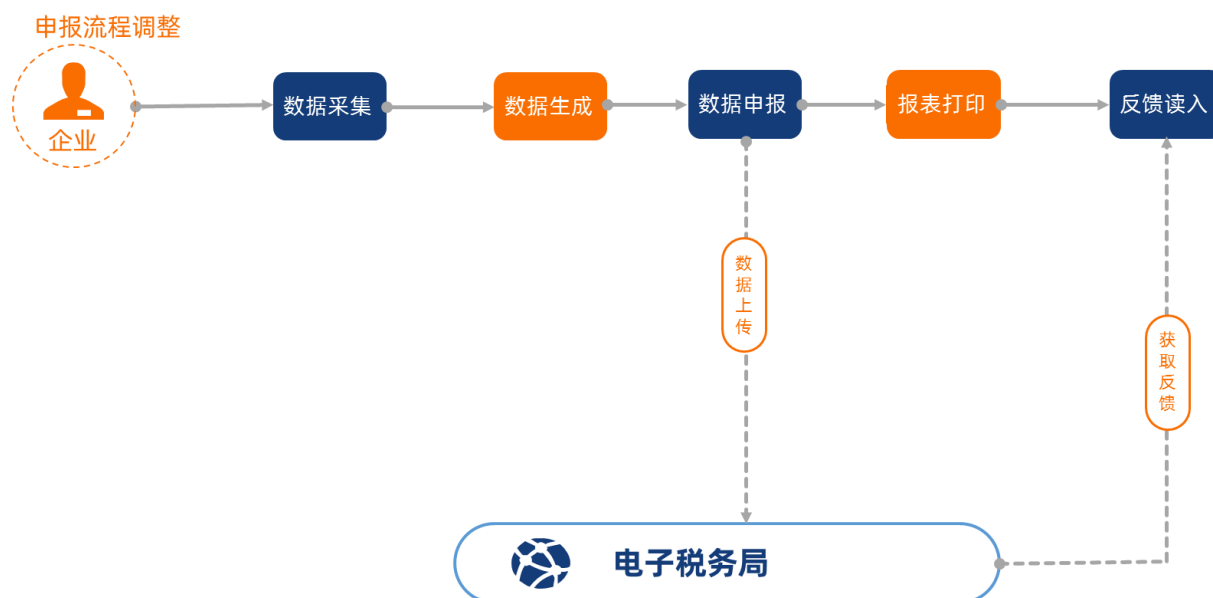 申报流程调整
企业
数据采集
数据生成
数据申报
报表打印
反馈读入
数据上传
获取反馈
电子税务局